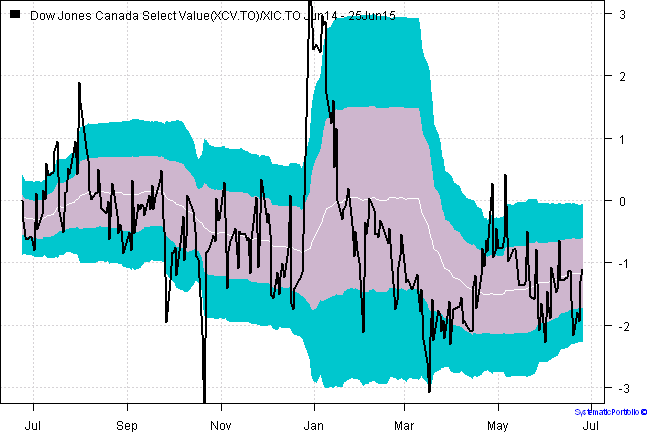 Dow Jones Canada Select Value(XCV.TO)/XIC.TO Jun14 - 25Jun15
3
2
1
0
-1
-2
-3
Jul Sep Nov Jan Mar May Jul
SystematicPortfolio ©